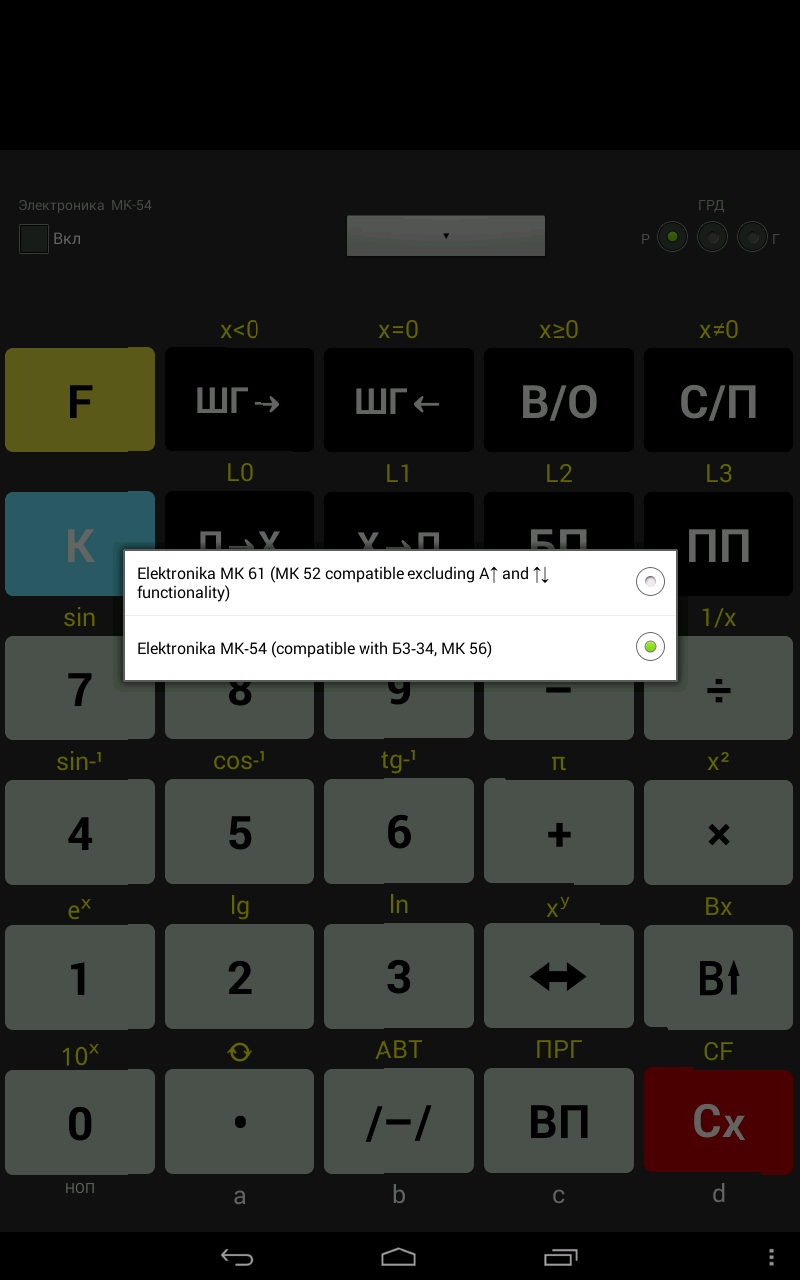 Электроника МК-54
ГРД
Вкл
▾
Р
Г
x<0 x=0 x≥0 x≠0
F ШГ→ ШГ← В/О С/П
L0 L1 L2 L3
K П→X X→П БП ПП
Elektronika MK 61 (MK 52 compatible excluding A↑ and ↑↓
functionality)
Elektronika MK-54 (compatible with Б3-34, MK 56)
sin 1/x
7 8 9 − ÷
sin-¹ cos-¹ tg-¹ π x²
4 5 6 + ×
eˣ lg ln xʸ Bx
1 2 3 ⬌ В↑
10ˣ АВТ ПРГ CF
0 • /−/ ВП Cx
НОП a b c d